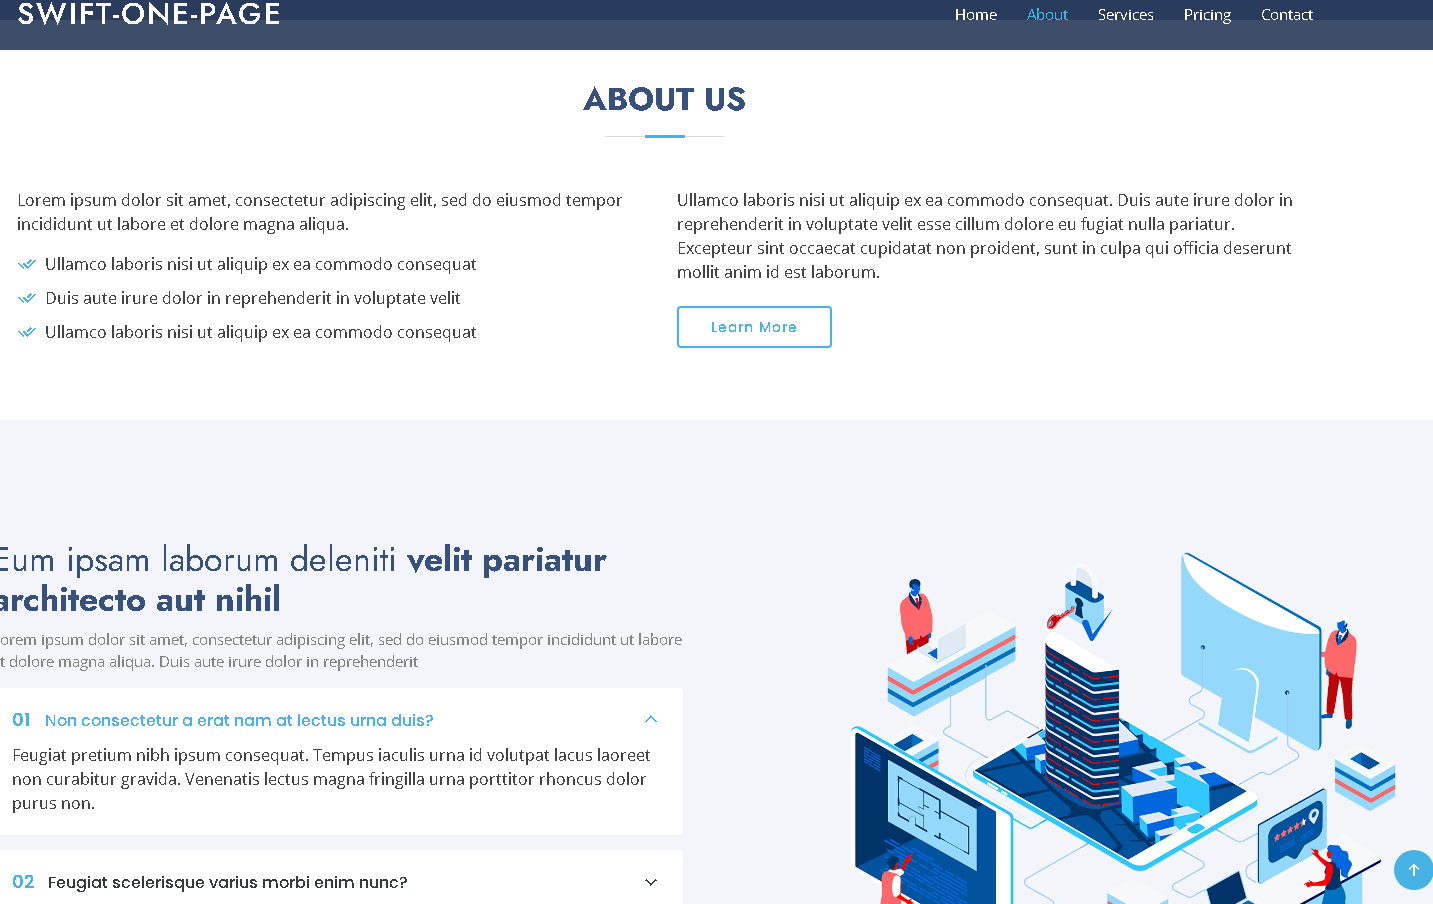 SWIFT-ONE-PAGE
Home About Services Pricing Contact
ABOUT US
Lorem ipsum dolor sit amet, consectetur adipiscing elit, sed do eiusmod tempor
incididunt ut labore et dolore magna aliqua.
Ullamco laboris nisi ut aliquip ex ea commodo consequat
Duis aute irure dolor in reprehenderit in voluptate velit
Ullamco laboris nisi ut aliquip ex ea commodo consequat
Ullamco laboris nisi ut aliquip ex ea commodo consequat. Duis aute irure dolor in
reprehenderit in voluptate velit esse cillum dolore eu fugiat nulla pariatur.
Excepteur sint occaecat cupidatat non proident, sunt in culpa qui officia deserunt
mollit anim id est laborum.
Learn More
Eum ipsam laborum deleniti velit pariatur
architecto aut nihil
orem ipsum dolor sit amet, consectetur adipiscing elit, sed do eiusmod tempor incididunt ut labore
t dolore magna aliqua. Duis aute irure dolor in reprehenderit
01 Non consectetur a erat nam at lectus urna duis?
Feugiat pretium nibh ipsum consequat. Tempus iaculis urna id volutpat lacus laoreet
non curabitur gravida. Venenatis lectus magna fringilla urna porttitor rhoncus dolor
purus non.
02 Feugiat scelerisque varius morbi enim nunc?